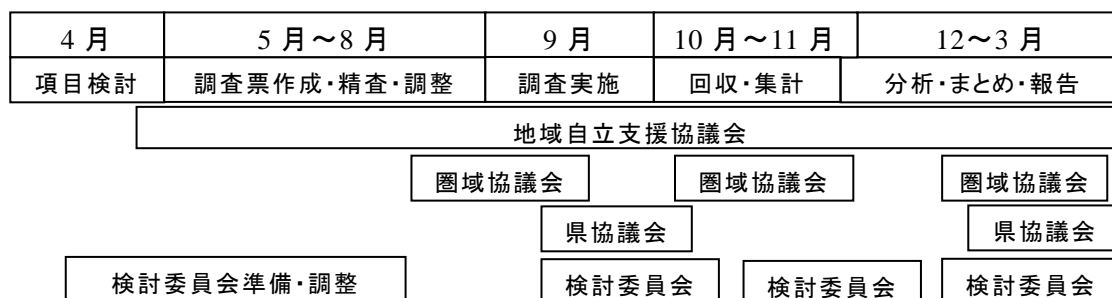 4月 5月～8月 9月 10月～11月 12～3月
項目検討 調査票作成・精査・調整 調査実施 回収・集計 分析・まとめ・報告
地域自立支援協議会
圏域協議会 圏域協議会 圏域協議会
県協議会 県協議会
検討委員会準備・調整 検討委員会 検討委員会 検討委員会